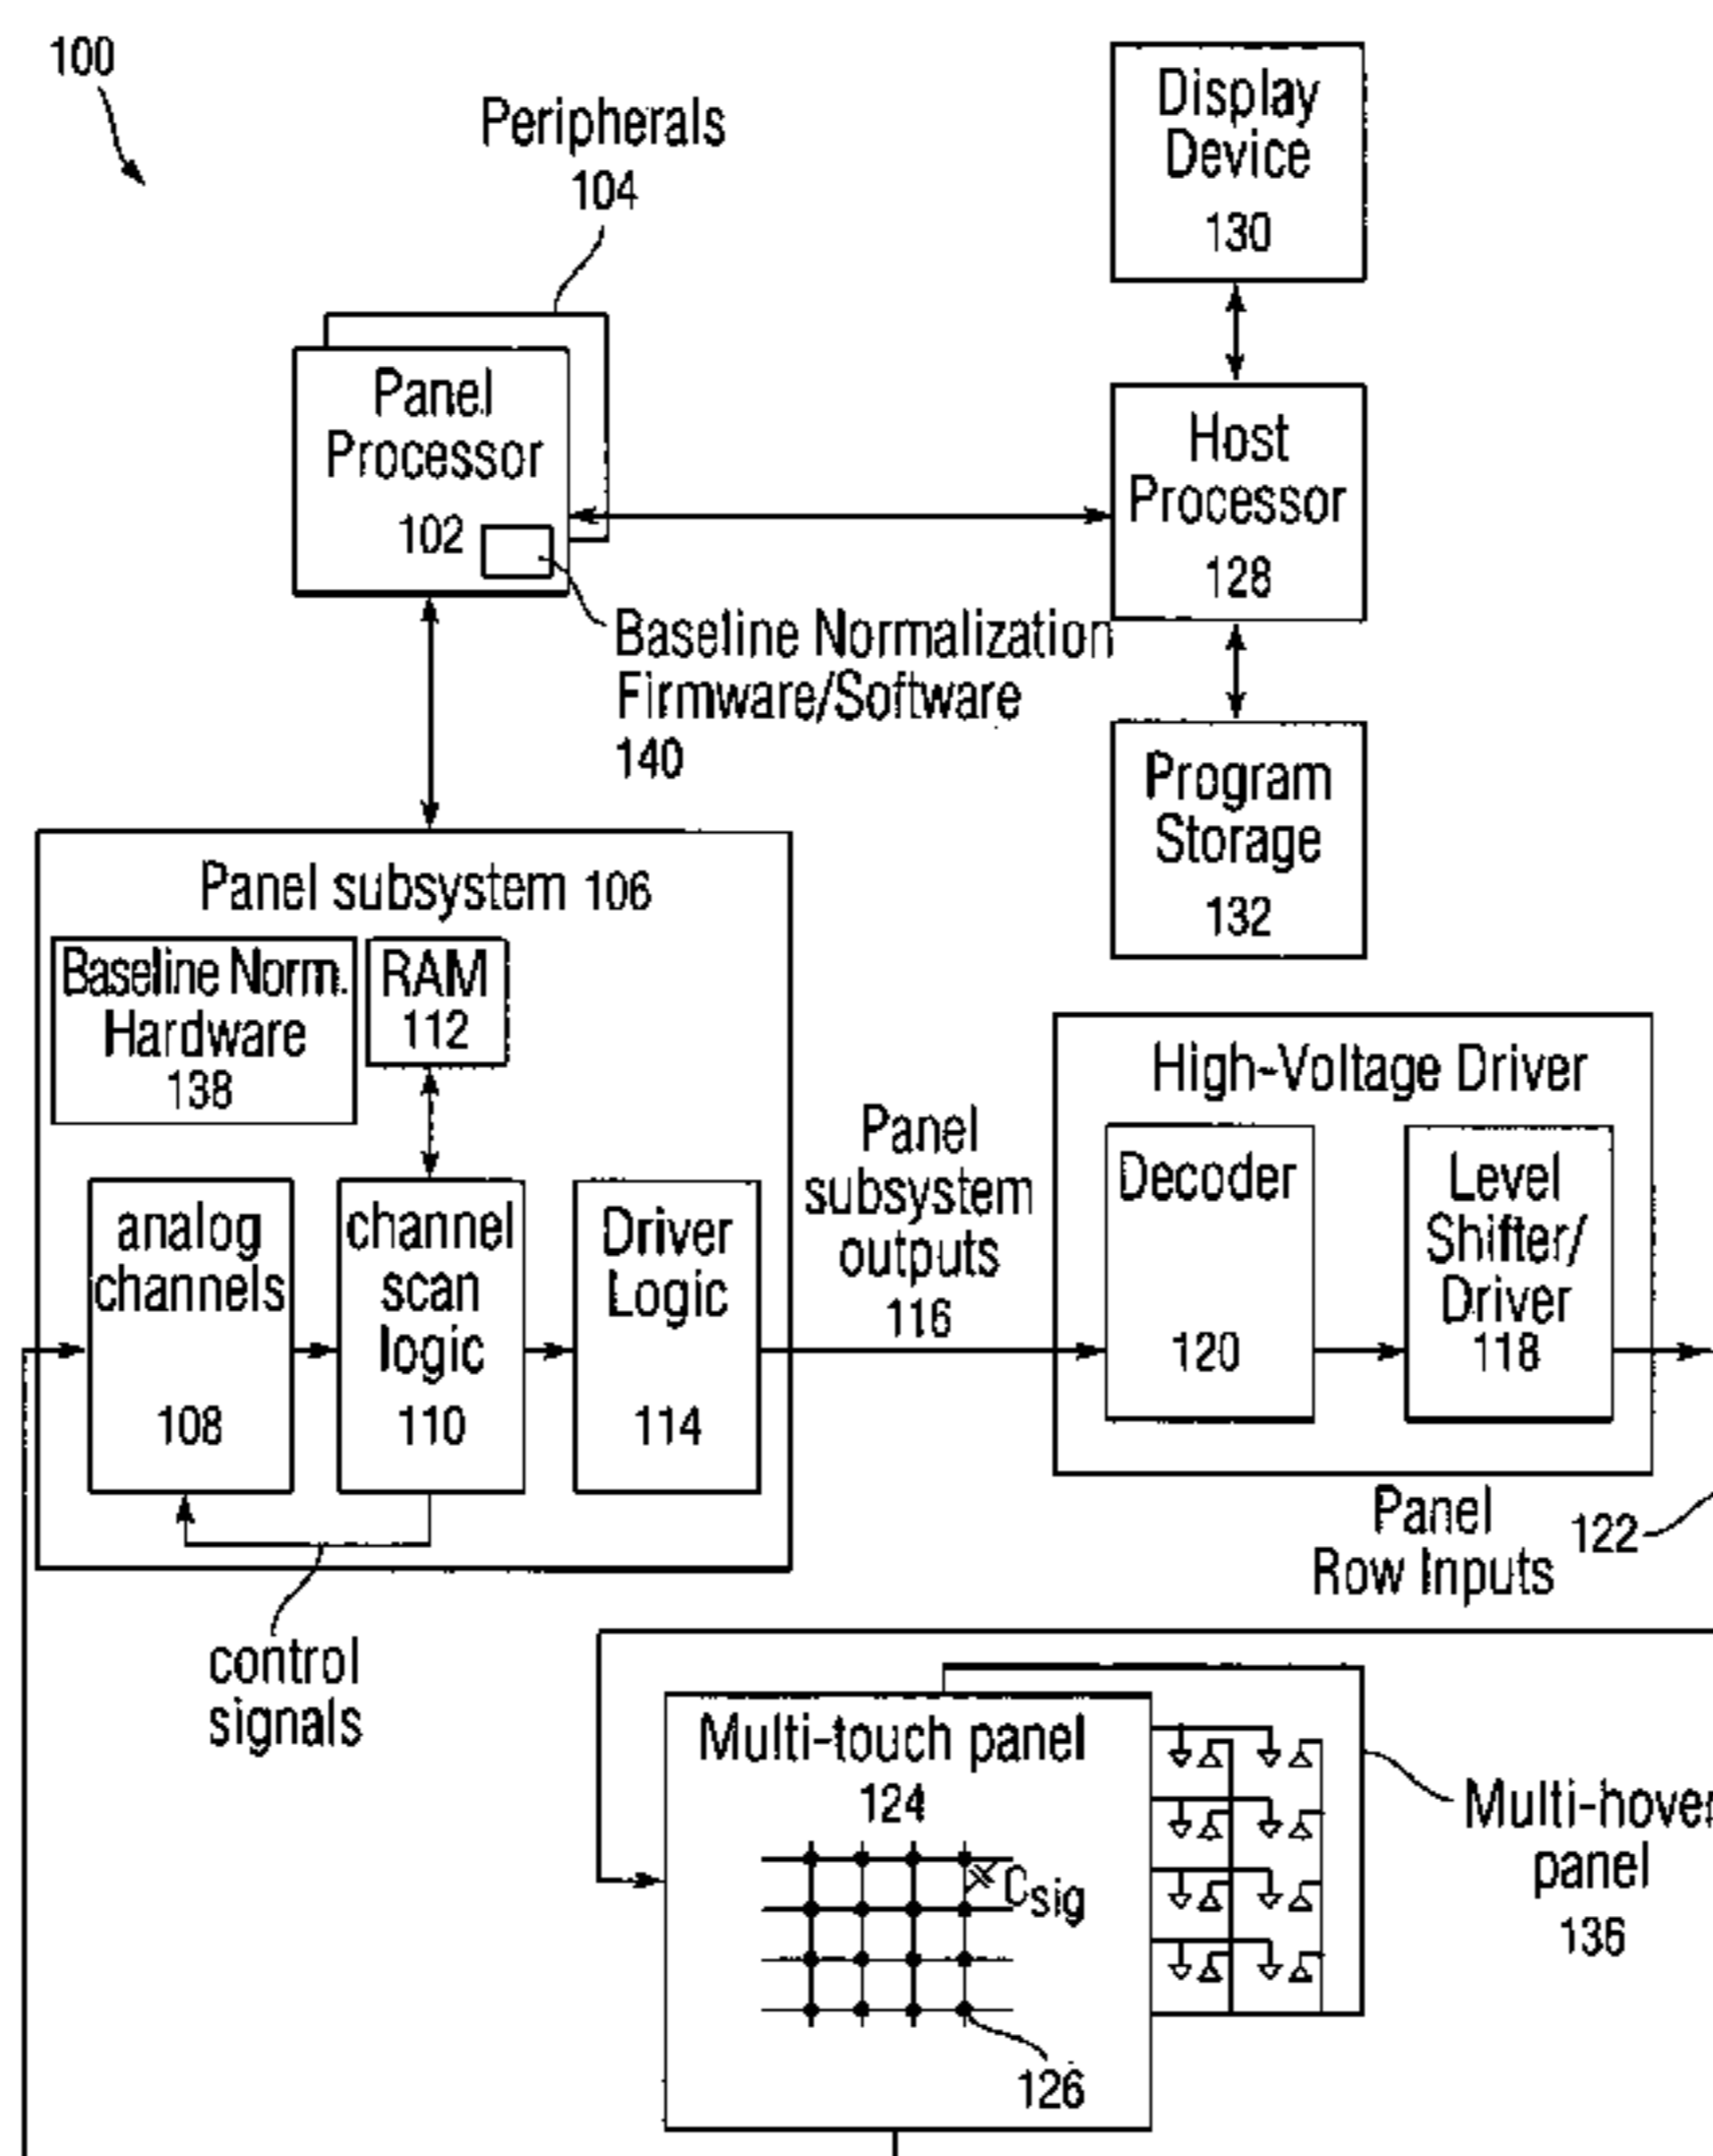 100
Peripherals
104
Display
Device
130
Panel
Processor
102
Host
Processor
128
Baseline Normalization
Firmware/Software
140
Program
Storage
132
Panel subsystem 106
Baseline Norm.
Hardware
138
RAM
112
analog
channels
108
channel
scan
logic
110
Driver
Logic
114
Panel
subsystem
outputs
116
High-Voltage Driver
Decoder
120
Level
Shifter/
Driver
118
Panel
Row Inputs
122
control
signals
Multi-touch panel
124
Csig
126
Multi-hover
panel
136